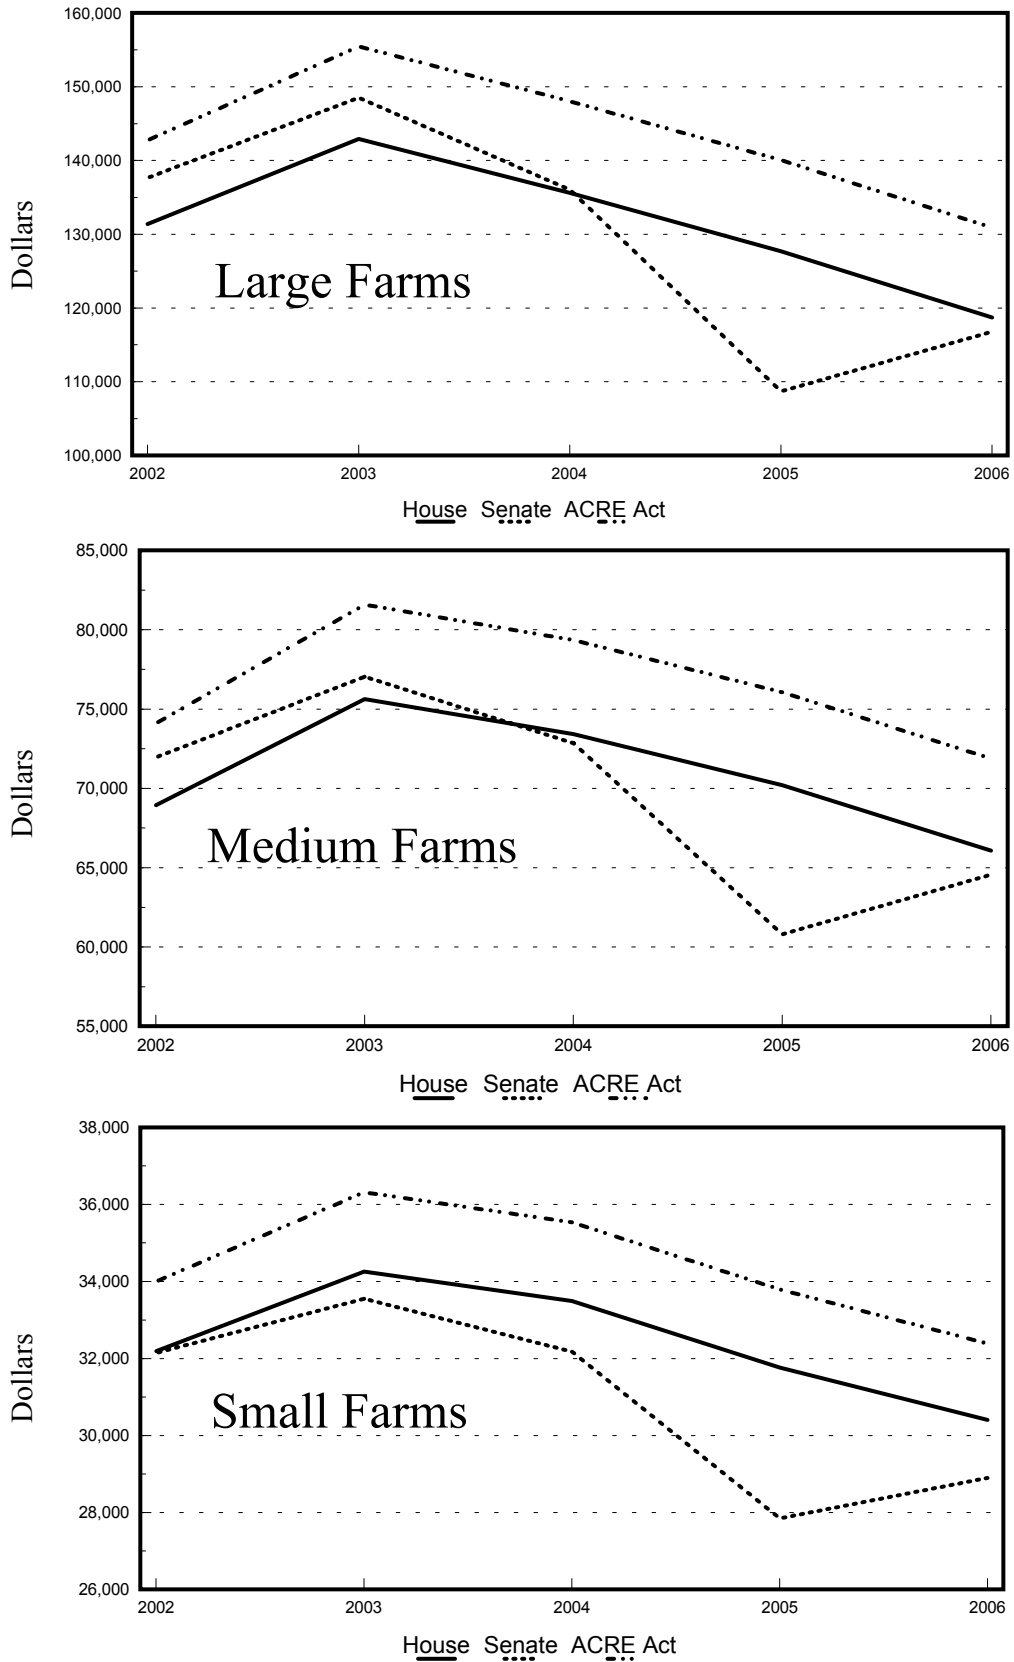 160,000
150,000
140,000
130,000
120,000
110,000
100,000
Dollars
Large Farms
2002 2003 2004 2005 2006
House Senate ACRE Act
85,000
80,000
75,000
70,000
65,000
60,000
55,000
Dollars
Medium Farms
2002 2003 2004 2005 2006
House Senate ACRE Act
38,000
36,000
34,000
32,000
30,000
28,000
26,000
Dollars
Small Farms
2002 2003 2004 2005 2006
House Senate ACRE Act